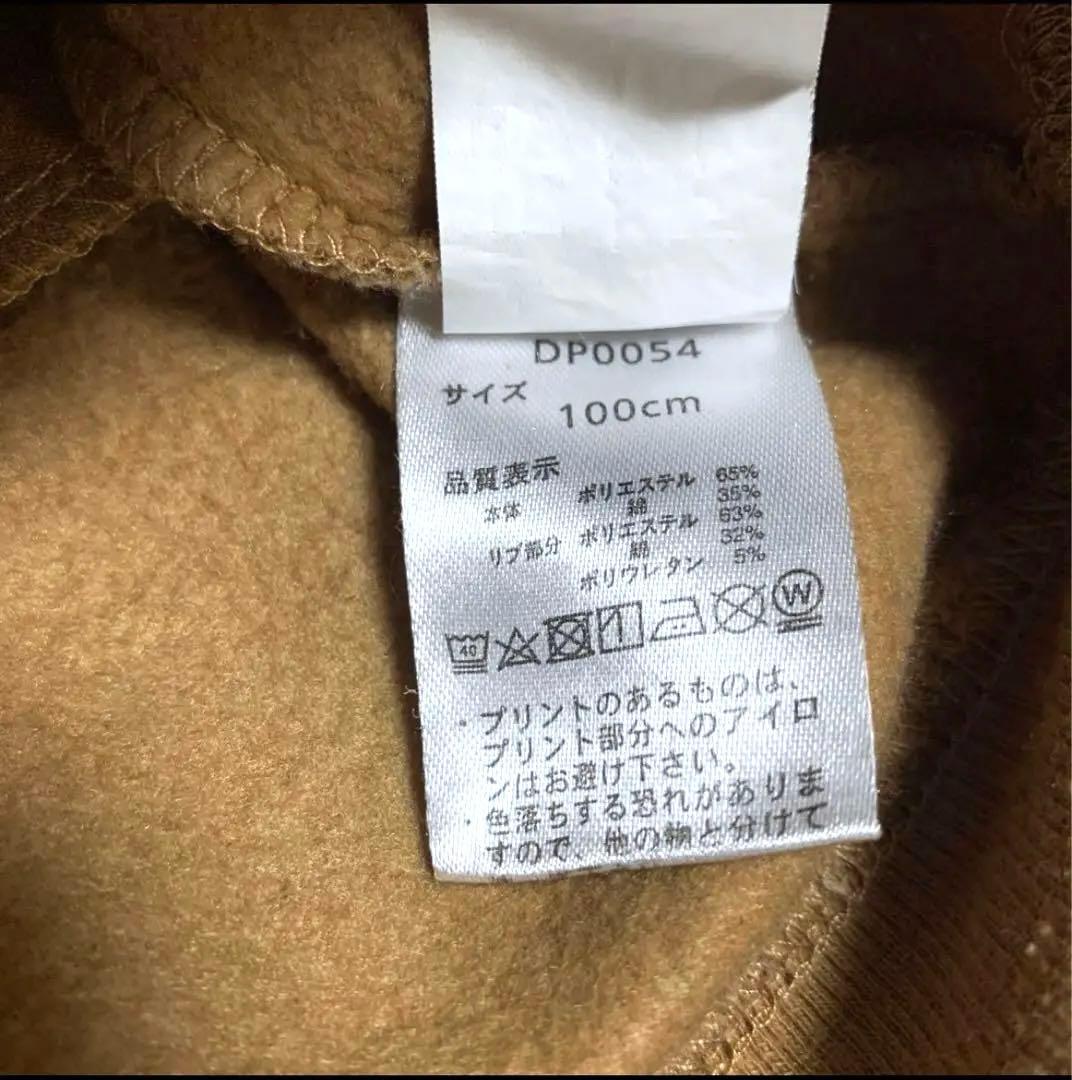 DP0054
サイズ
100cm
品質表示
本体 ポリエステル 65%
綿 35%
リブ部分 ポリエステル 63%
綿 32%
ポリウレタン 5%
40 W
・プリントのあるものは、
プリント部分へのアイロ
ンはお避け下さい。
・色落ちする恐れがありま
すので、他の物と分けて